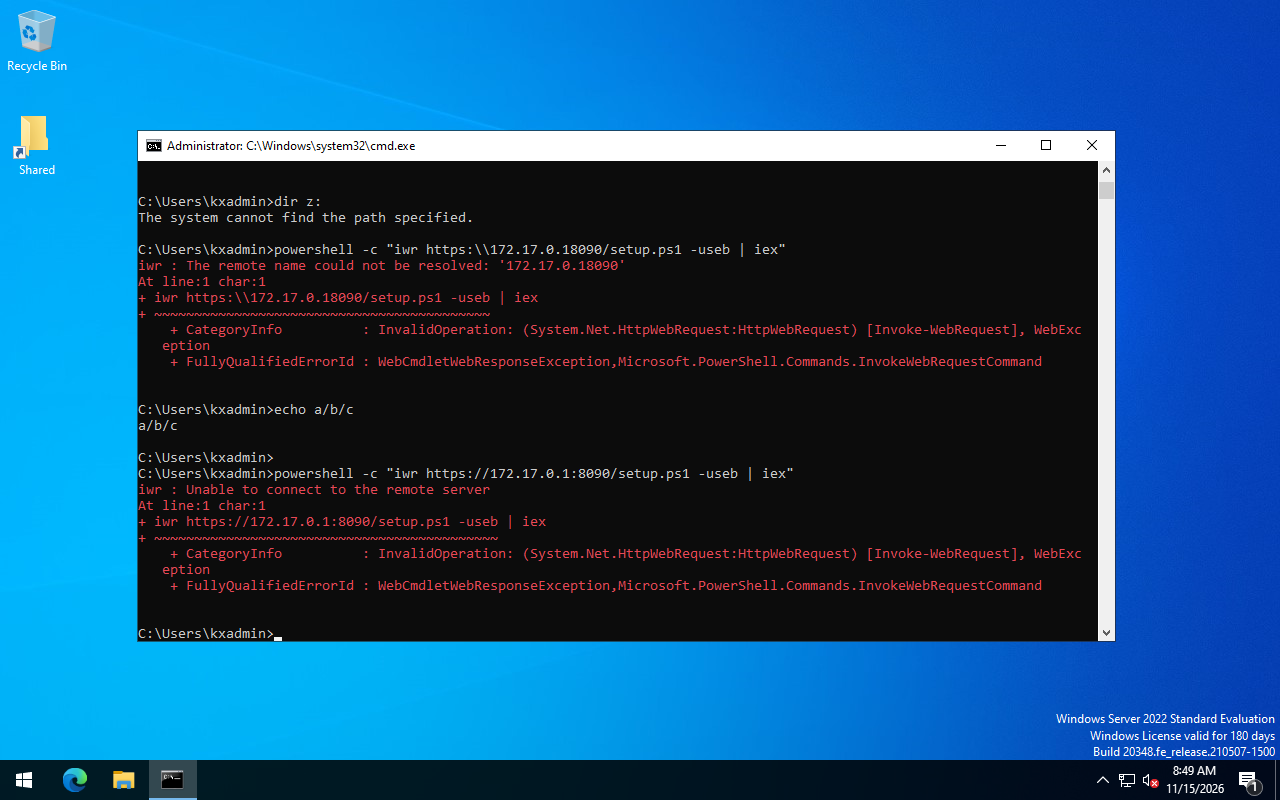 Recycle Bin
Shared
Administrator: C:\Windows\system32\cmd.exe
C:\Users\kxadmin>dir z:
The system cannot find the path specified.
C:\Users\kxadmin>powershell -c "iwr https:\\172.17.0.18090/setup.ps1 -useb | iex"
iwr : The remote name could not be resolved: '172.17.0.18090'
At line:1 char:1
+ iwr https:\\172.17.0.18090/setup.ps1 -useb | iex
+ ~~~~~~~~~~~~~~~~~~~~~~~~~~~~~~~~~~~~~~~~~~
    + CategoryInfo          : InvalidOperation: (System.Net.HttpWebRequest:HttpWebRequest) [Invoke-WebRequest], WebExc
   eption
    + FullyQualifiedErrorId : WebCmdletWebResponseException,Microsoft.PowerShell.Commands.InvokeWebRequestCommand
C:\Users\kxadmin>echo a/b/c
a/b/c
C:\Users\kxadmin>
C:\Users\kxadmin>powershell -c "iwr https://172.17.0.1:8090/setup.ps1 -useb | iex"
iwr : Unable to connect to the remote server
At line:1 char:1
+ iwr https://172.17.0.1:8090/setup.ps1 -useb | iex
+ ~~~~~~~~~~~~~~~~~~~~~~~~~~~~~~~~~~~~~~~~~~~
    + CategoryInfo          : InvalidOperation: (System.Net.HttpWebRequest:HttpWebRequest) [Invoke-WebRequest], WebExc
   eption
    + FullyQualifiedErrorId : WebCmdletWebResponseException,Microsoft.PowerShell.Commands.InvokeWebRequestCommand
C:\Users\kxadmin>
Windows Server 2022 Standard Evaluation
Windows License valid for 180 days
Build 20348.fe_release.210507-1500
8:49 AM
11/15/2026
1